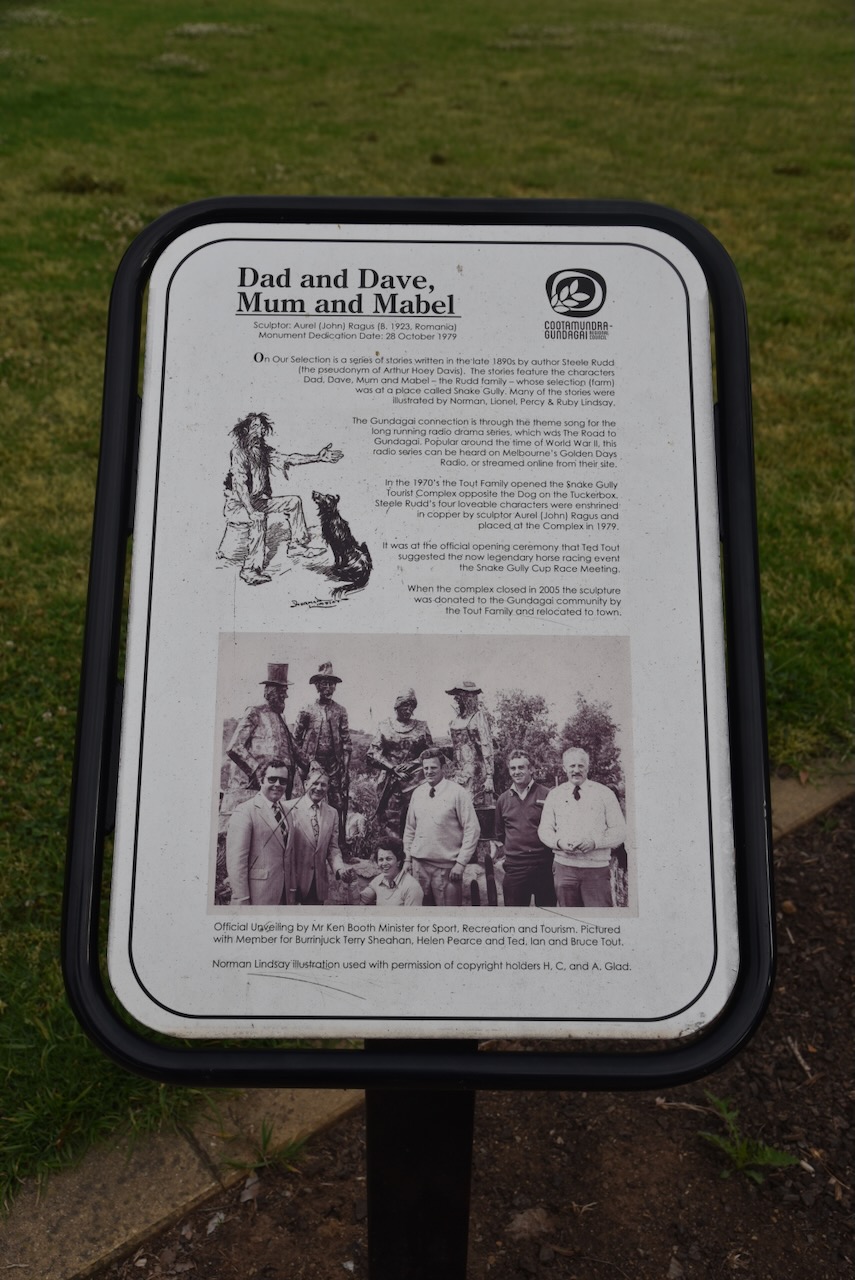 Dad and Dave,
Mum and Mabel
Sculptor: Aurel (John) Ragus (B. 1923, Romania)
Monument Dedication Date: 28 October 1979
COOTAMUNDRA-
GUNDAGAI REGIONAL
COUNCIL
On Our Selection is a series of stories written in the late 1890s by author Steele Rudd
(the pseudonym of Arthur Hoey Davis). The stories feature the characters
Dad, Dave, Mum and Mabel – the Rudd family – whose selection (farm)
was at a place called Snake Gully. Many of the stories were
illustrated by Norman, Lionel, Percy & Ruby Lindsay.
The Gundagai connection is through the theme song for the
long running radio drama series, which was The Road to
Gundagai. Popular around the time of World War II, this
radio series can be heard on Melbourne's Golden Days
Radio, or streamed online from their site.
In the 1970's the Tout Family opened the Snake Gully
Tourist Complex opposite the Dog on the Tuckerbox.
Steele Rudd's four loveable characters were enshrined
in copper by sculptor Aurel (John) Ragus and
placed at the Complex in 1979.
It was at the official opening ceremony that Ted Tout
suggested the now legendary horse racing event
the Snake Gully Cup Race Meeting.
When the complex closed in 2005 the sculpture
was donated to the Gundagai community by
the Tout Family and relocated to town.
Official Unveiling by Mr Ken Booth Minister for Sport, Recreation and Tourism. Pictured
with Member for Burrinjuck Terry Sheahan, Helen Pearce and Ted, Ian and Bruce Tout.
Norman Lindsay illustration used with permission of copyright holders H, C, and A. Glad.